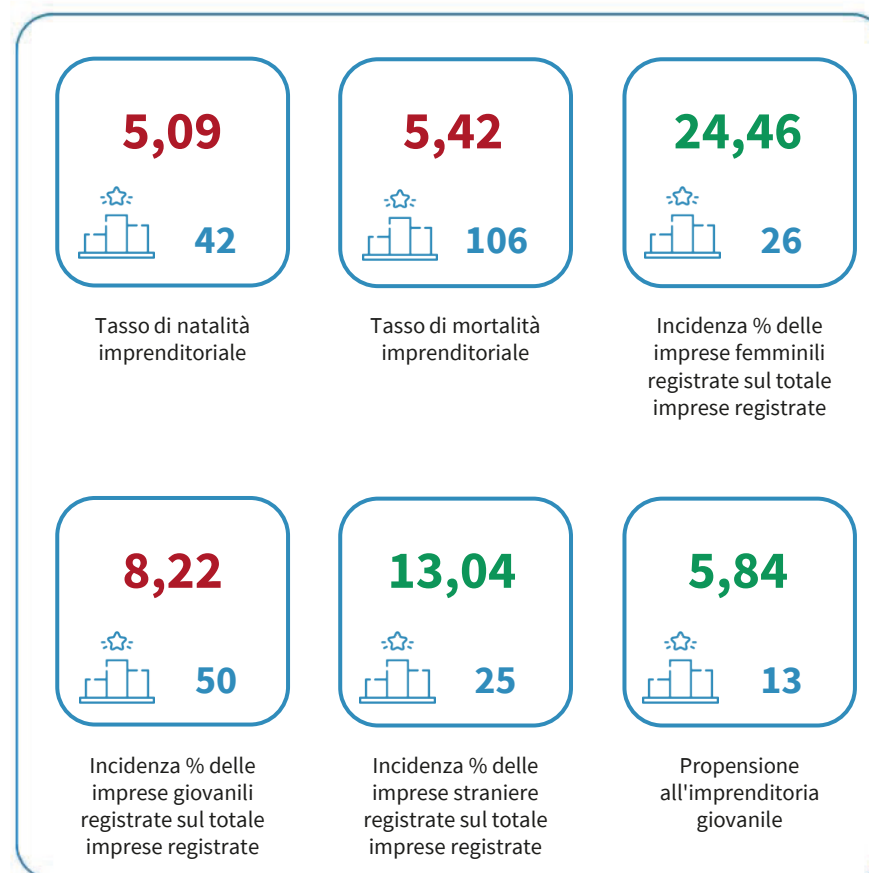 5,09
42
Tasso di natalità
imprenditoriale
5,42
106
Tasso di mortalità
imprenditoriale
24,46
26
Incidenza % delle
imprese femminili
registrate sul totale
imprese registrate
8,22
50
Incidenza % delle
imprese giovanili
registrate sul totale
imprese registrate
13,04
25
Incidenza % delle
imprese straniere
registrate sul totale
imprese registrate
5,84
13
Propensione
all'imprenditoria
giovanile